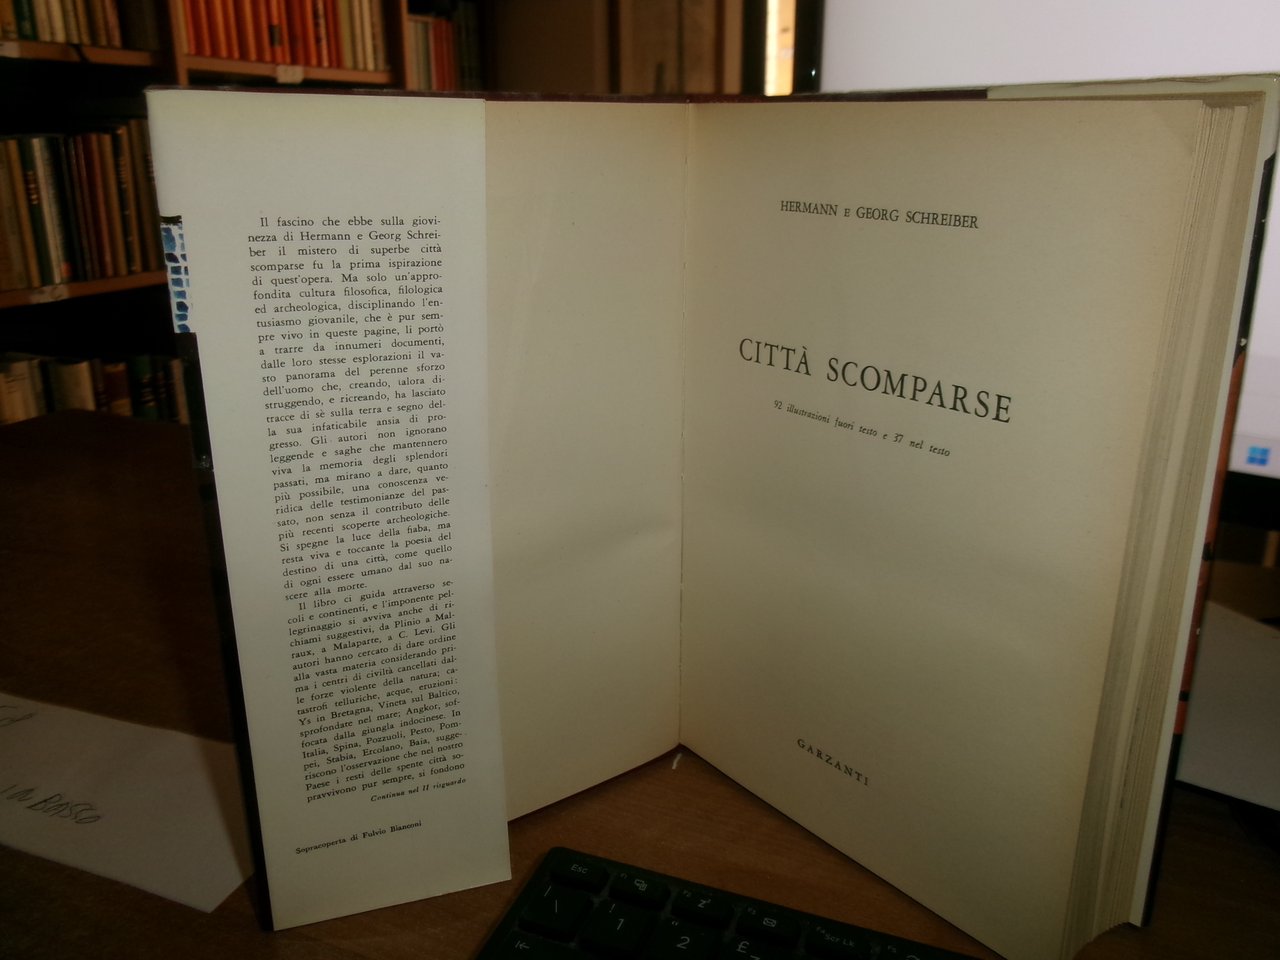 Il fascino che ebbe sulla giovi-
nezza di Hermann e Georg Schrei-
ber il mistero di superbe città
scomparse fu la prima ispirazione
di quest'opera. Ma solo un'appro-
fondita cultura filosofica, filologica
ed archeologica, disciplinando l'en-
tusiasmo giovanile, che è pur sem-
pre vivo in queste pagine, li portò
a trarre da innumeri documenti,
dalle loro stesse esplorazioni il va-
sto panorama del perenne sforzo
dell'uomo che, creando, talora di-
struggendo, e ricreando, ha lasciato
tracce di sè sulla terra e segno del-
la sua infaticabile ansia di pro-
gresso. Gli autori non ignorano
leggende e saghe che mantennero
viva la memoria degli splendori
passati, ma mirano a dare, quanto
più possibile, una conoscenza ve-
ridica delle testimonianze del pas-
sato, non senza il contributo delle
più recenti scoperte archeologiche.
Si spegne la luce della fiaba, ma
resta viva e toccante la poesia del
destino di una città, come quello
di ogni essere umano dal suo na-
scere alla morte.
Il libro ci guida attraverso se-
coli e continenti, e l'imponente pel-
legrinaggio si avviva anche di ri-
chiami suggestivi, da Plinio a Mal-
raux, a Malaparte, a C. Levi. Gli
autori hanno cercato di dare ordine
alla vasta materia considerando pri-
ma i centri di civiltà cancellati dal-
le forze violente della natura; ca-
tastrofi telluriche, acque, eruzioni:
Ys in Bretagna, Vineta sul Baltico,
sprofondate nel mare; Angkor, sof-
focata dalla giungla indocinese. In
Italia, Spina, Pozzuoli, Pesto, Pom-
pei, Stabia, Ercolano, Baia, sugge-
riscono l'osservazione che nel nostro
Paese i resti delle spente città so-
pravvivono pur sempre, si fondono
Continua nel II risguardo
Sopracoperta di Fulvio Bianconi
HERMANN E GEORG SCHREIBER
CITTÀ SCOMPARSE
92 illustrazioni fuori testo e 37 nel testo
GARZANTI
IN BASSO
Esc
\ ! 1 2 £
Scr Lk